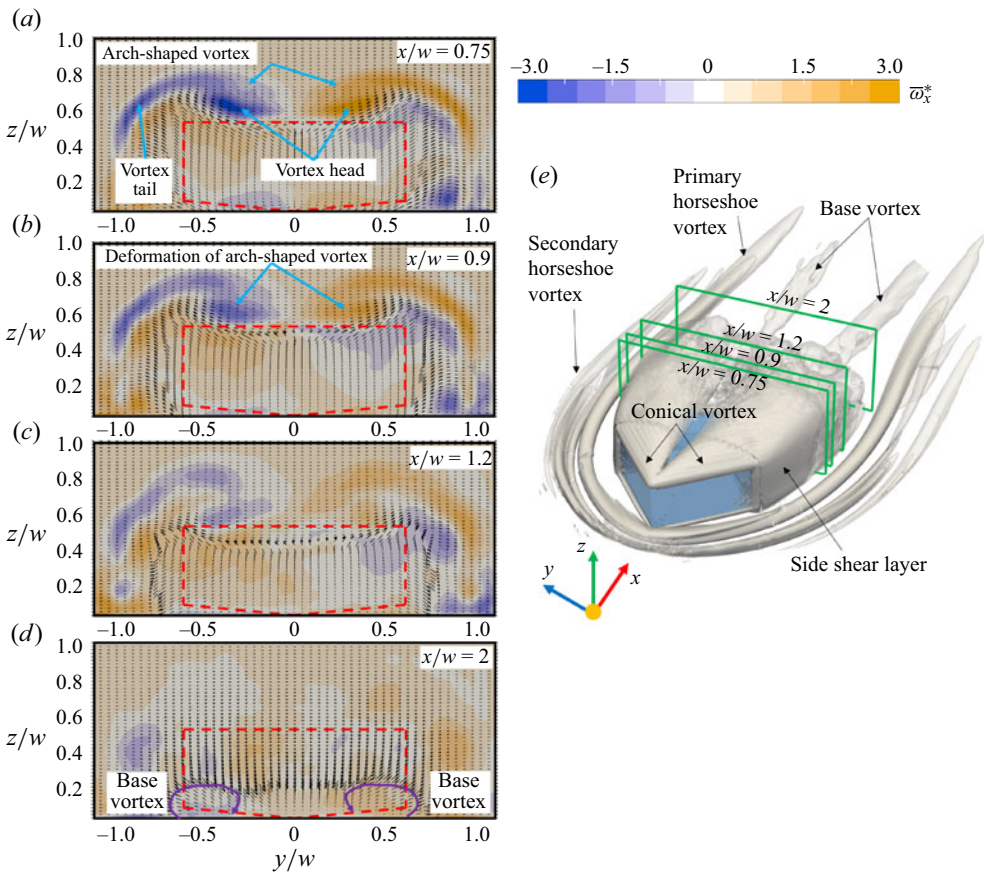 (a)
1.0
0.8
0.6
0.4
0.2
z/w
Arch-shaped vortex
x/w = 0.75
Vortex
tail
Vortex head
–1.0 –0.5 0 0.5 1.0
(b)
1.0
0.8
0.6
0.4
0.2
z/w
Deformation of arch-shaped vortex
x/w = 0.9
–1.0 –0.5 0 0.5 1.0
(c)
1.0
0.8
0.6
0.4
0.2
z/w
x/w = 1.2
–1.0 –0.5 0 0.5 1.0
(d)
1.0
0.8
0.6
0.4
0.2
z/w
x/w = 2
Base
vortex
Base
vortex
–1.0 –0.5 0 0.5 1.0
y/w
–3.0 –1.5 0 1.5 3.0
ω̅x*
(e)
Primary
horseshoe
vortex
Base vortex
Secondary
horseshoe
vortex
x/w = 2
x/w = 1.2
x/w = 0.9
x/w = 0.75
Conical vortex
Side shear layer
z
y
x